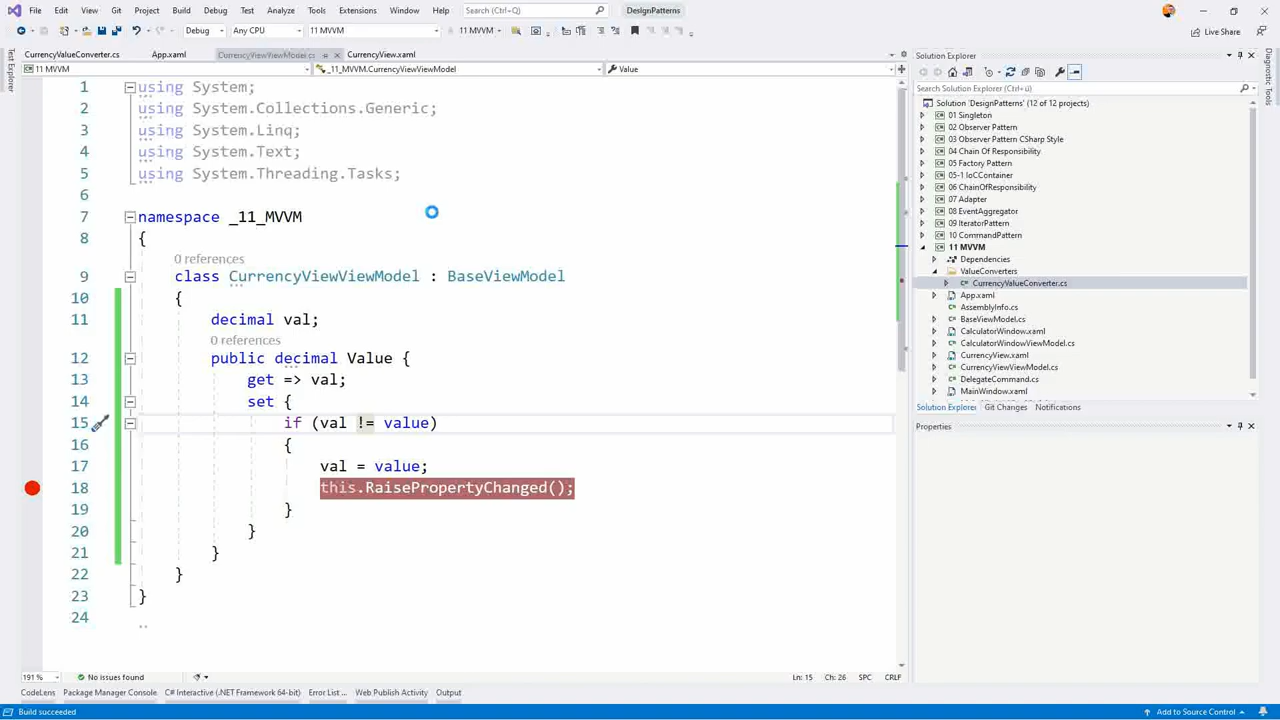 File Edit View Git Project Build Debug Test Analyze Tools Extensions Window Help Search (Ctrl+Q) DesignPatterns
Debug Any CPU 11 MVVM 11 MVVM Live Share
CurrencyValueConverter.cs App.xaml CurrencyViewViewModel.cs CurrencyView.xaml
11 MVVM _11_MVVM.CurrencyViewViewModel Value
Test Explorer
1 using System;
2 using System.Collections.Generic;
3 using System.Linq;
4 using System.Text;
5 using System.Threading.Tasks;
6
7 namespace _11_MVVM
8 {
0 references
9 class CurrencyViewViewModel : BaseViewModel
10 {
11 decimal val;
0 references
12 public decimal Value {
13 get => val;
14 set {
15 if (val != value)
16 {
17 val = value;
18 this.RaisePropertyChanged();
19 }
20 }
21 }
22 }
23 }
24
191 % No issues found Ln: 15 Ch: 26 SPC CRLF
CodeLens Package Manager Console C# Interactive (.NET Framework 64-bit) Error List ... Web Publish Activity Output
Build succeeded Add to Source Control
Solution Explorer
Search Solution Explorer (Ctrl+ü)
Solution 'DesignPatterns' (12 of 12 projects)
01 Singleton
02 Observer Pattern
03 Observer Pattern CSharp Style
04 Chain Of Responsibility
05 Factory Pattern
05-1 IoCContainer
06 ChainOfResponsibility
07 Adapter
08 EventAggregator
09 IteratorPattern
10 CommandPattern
11 MVVM
Dependencies
ValueConverters
CurrencyValueConverter.cs
App.xaml
AssemblyInfo.cs
BaseViewModel.cs
CalculatorWindow.xaml
CalculatorWindowViewModel.cs
CurrencyView.xaml
CurrencyViewViewModel.cs
DelegateCommand.cs
MainWindow.xaml
Solution Explorer Git Changes Notifications
Properties
Diagnostic Tools